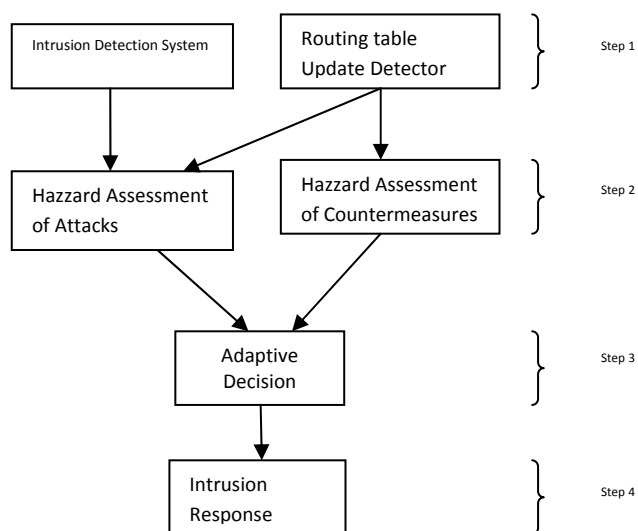 Intrusion Detection System
Routing table
Update Detector
Step 1
Hazzard Assessment
of Attacks
Hazzard Assessment
of Countermeasures
Step 2
Adaptive
Decision
Step 3
Intrusion
Response
Step 4